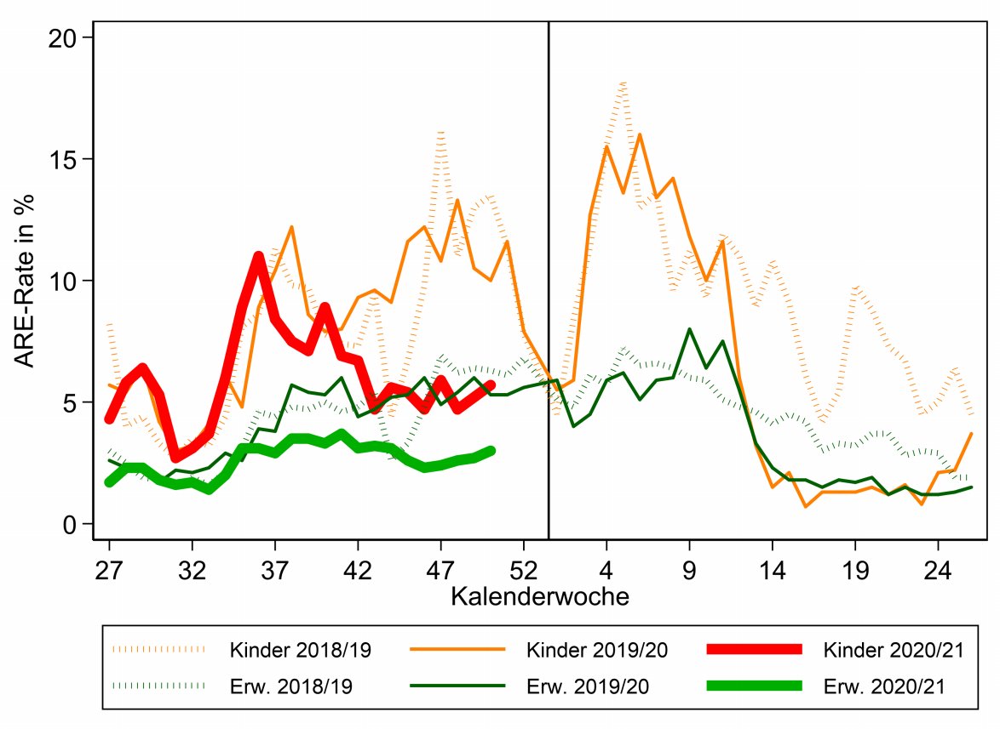 20
15
10
5
0
ARE-Rate in %
27 32 37 42 47 52 4 9 14 19 24
Kalenderwoche
Kinder 2018/19 Kinder 2019/20 Kinder 2020/21
Erw. 2018/19 Erw. 2019/20 Erw. 2020/21